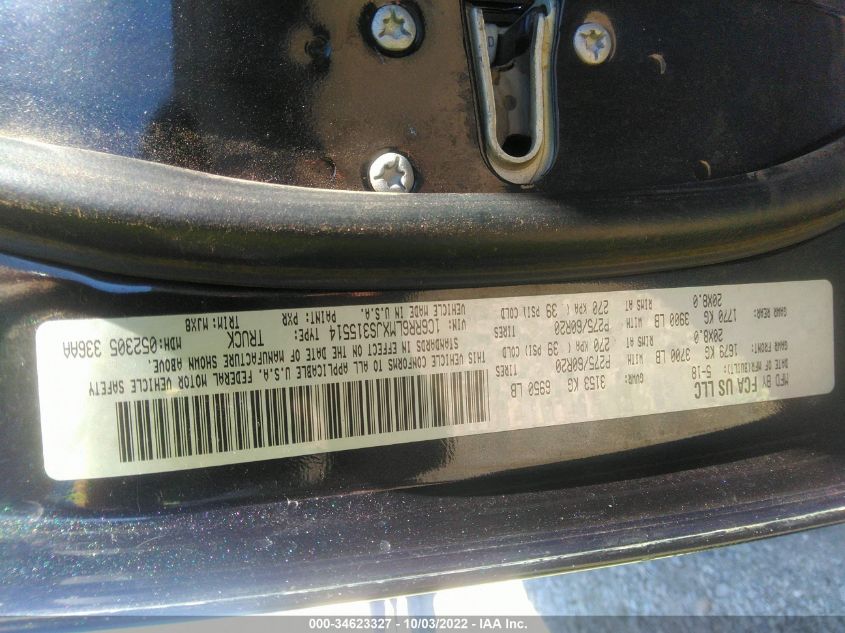 MFD BY FCA US LLC
DATE OF MFR(BUILT): 5-18 GVWR: 3153 KG 6950 LB
GAWR FRONT: 1679 KG 3700 LB WITH P275/60R20 TIRES
20X8.0 RIMS AT 270 KPA ( 39 PSI) COLD
GAWR REAR: 1770 KG 3900 LB WITH P275/60R20 TIRES
20X8.0 RIMS AT 270 KPA ( 39 PSI) COLD
THIS VEHICLE CONFORMS TO ALL APPLICABLE U.S.A. FEDERAL MOTOR VEHICLE SAFETY
STANDARDS IN EFFECT ON THE DATE OF MANUFACTURE SHOWN ABOVE.
VIN: 1C6RR6LMXJS315514 TYPE: TRUCK MDH:052305 336AA
VEHICLE MADE IN U.S.A. PAINT: PXR TRIM: MJX8
000-34623327 - 10/03/2022 - IAA Inc.